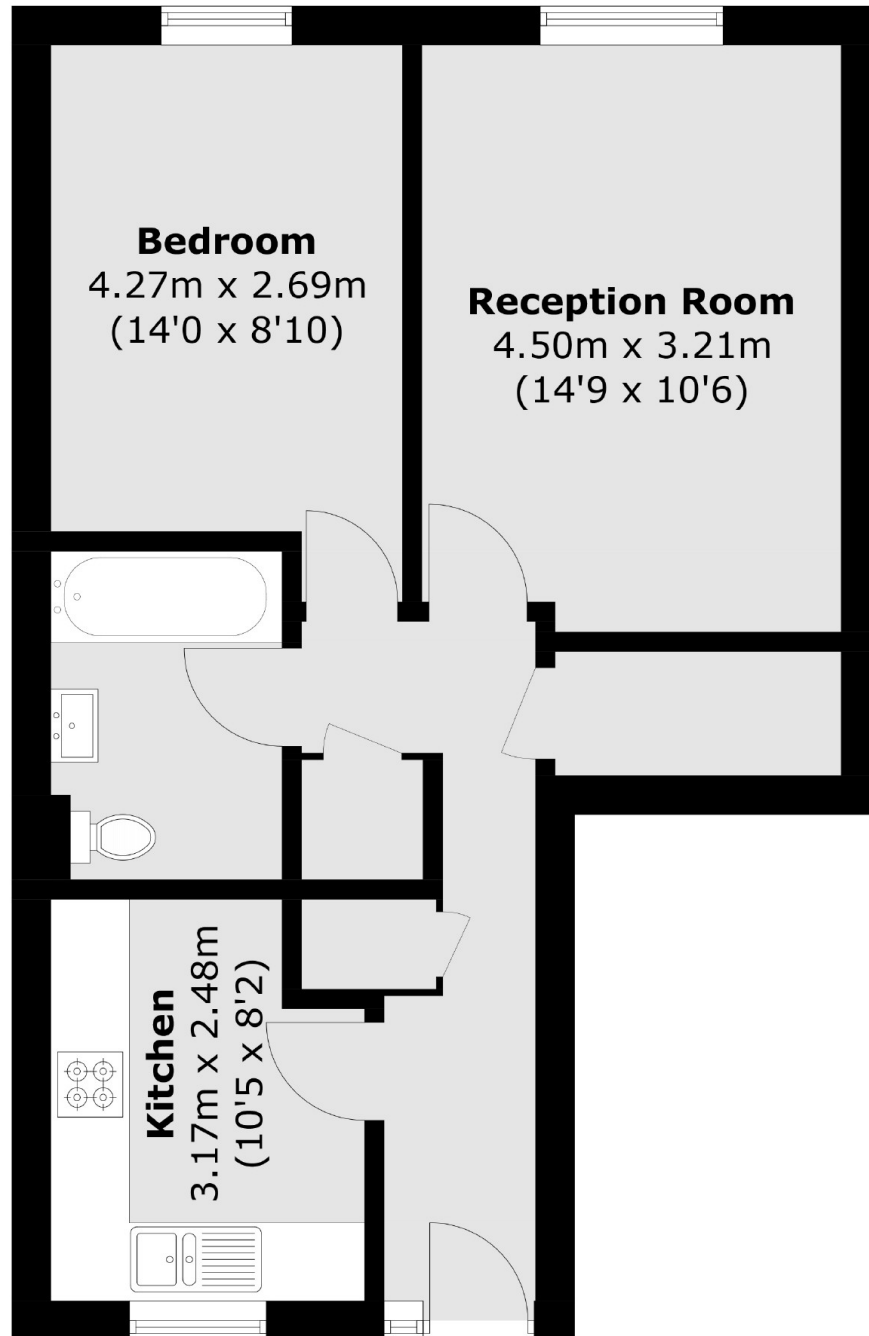 Bedroom
4.27m x 2.69m
(14'0 x 8'10)
Reception Room
4.50m x 3.21m
(14'9 x 10'6)
Kitchen
3.17m x 2.48m
(10'5 x 8'2)